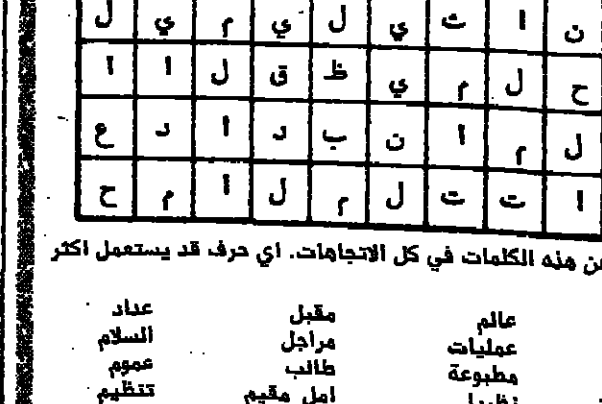 ن ا ث ي ل ي م ي ل
ح ل م ي ظ ق ل ا ا
ل م ا ن ب د ا د ع
ا ت ت ل م ل ا م ح
عن هذه الكلمات في كل الاتجاهات. اي حرف قد يستعمل اكثر
عالم مقبل عداد
عمليات مراجل السلام
مطبوعة طالب عموم
امل مقيم تنظيم